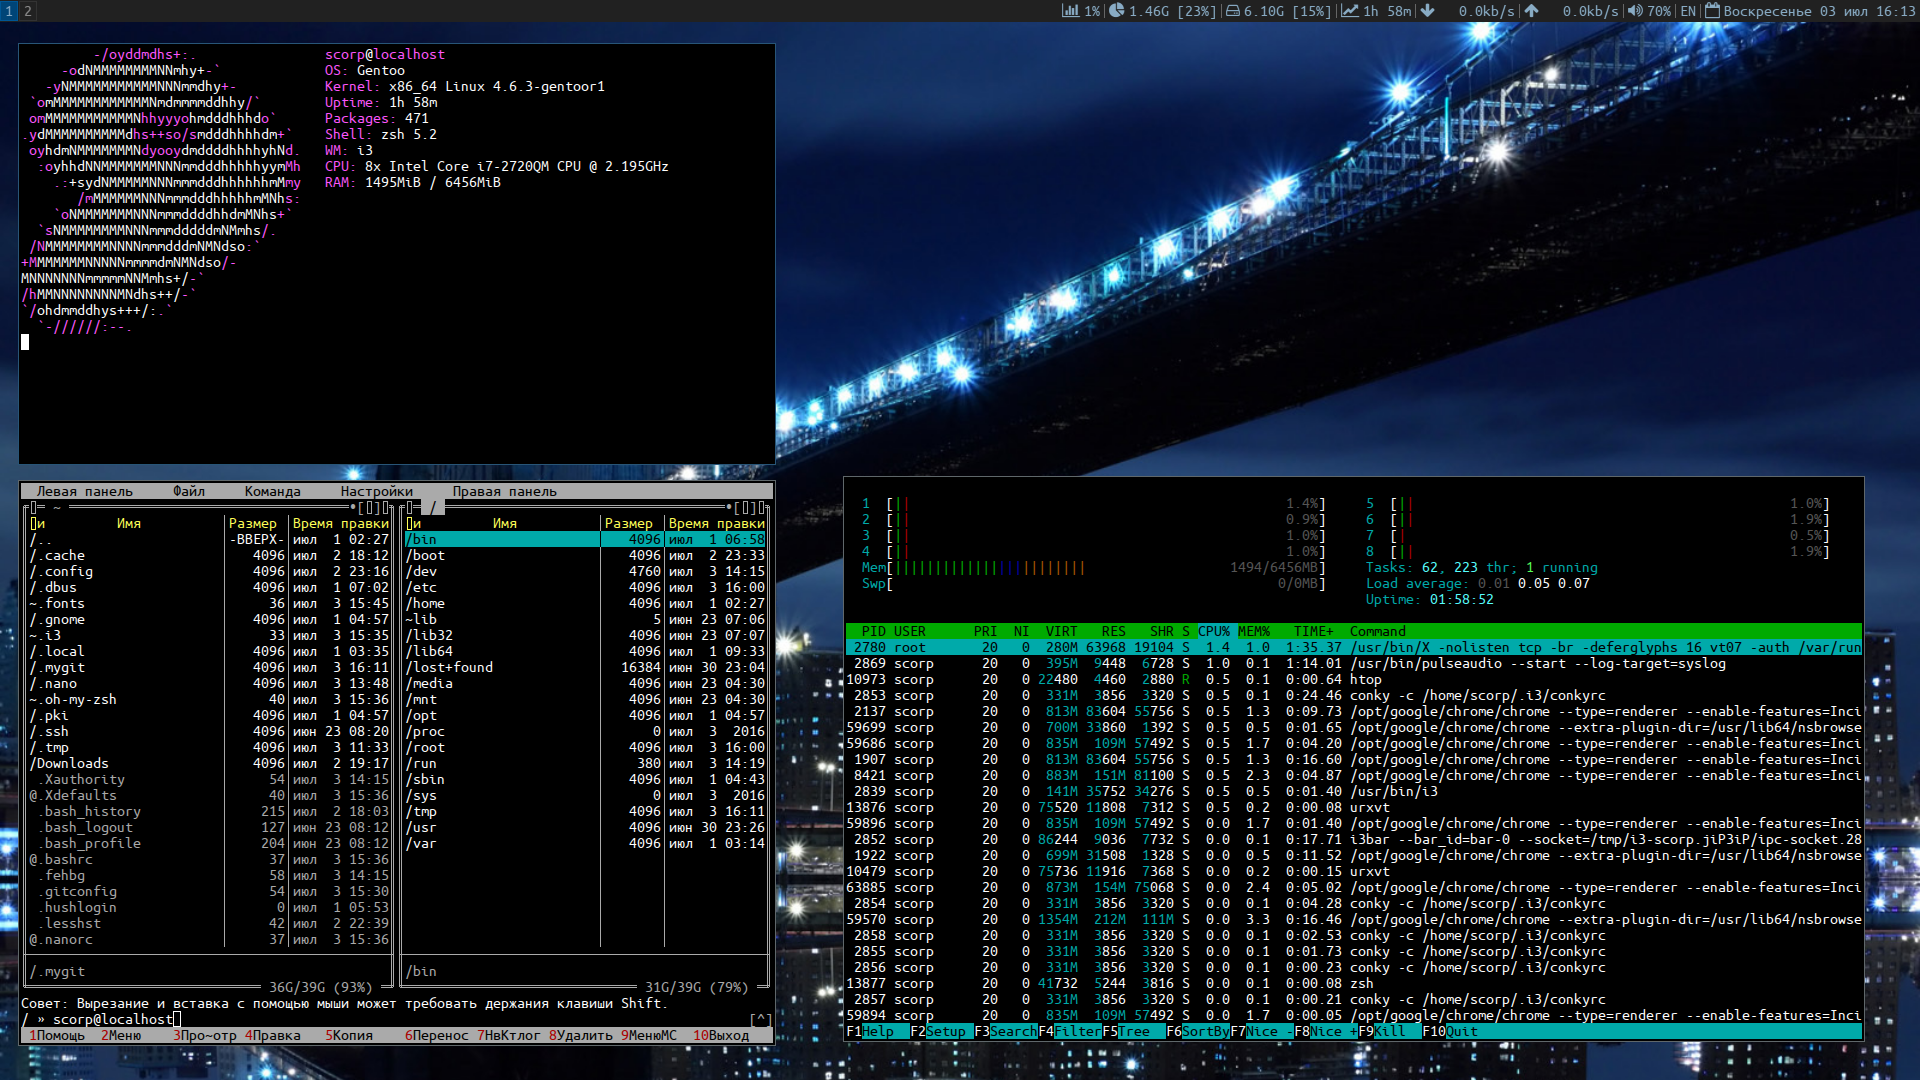 1 2
1% 1.46G [23%] 6.10G [15%] 1h 58m 0.0kb/s 0.0kb/s 70% EN Воскресенье 03 июл 16:13
-/oyddmdhs+:.
-odNMMMMMMMMNNmhy+-`
-yNMMMMMMMMMMMNNNmmdhy+-
`omMMMMMMMMMMMMNmdmmmmddhhy/`
omMMMMMMMMMMMNhhyyyohmdddhhhdo`
.ydMMMMMMMMMMdhs++so/smdddhhhhdm+`
oyhdmNMMMMMMMNdyooydmddddhhhhyhNd.
:oyhhdNNMMMMMMMNNNmmdddhhhhhyymMh
.:+sydNMMMMMNNNmmmdddhhhhhhmMmy
/mMMMMMMNNNmmmdddhhhhhmMNhs:
`oNMMMMMMMNNNmmmddddhhdmMNhs+`
`sNMMMMMMMMNNNmmmdddddmNMmhs/.
/NMMMMMMMMNNNNmmmdddmNMNdso:`
+MMMMMMMNNNNNmmmmdmNMNdso/-
MNNNNNNNmmmmmNNMmhs+/-`
/hMMNNNNNNNNMNdhs++/-`
`/ohdmmddhys+++/:.`
`-//////:--.
scorp@localhost
OS: Gentoo
Kernel: x86_64 Linux 4.6.3-gentoor1
Uptime: 1h 58m
Packages: 471
Shell: zsh 5.2
WM: i3
CPU: 8x Intel Core i7-2720QM CPU @ 2.195GHz
RAM: 1495MiB / 6456MiB
Левая панель Файл Команда Настройки Правая панель
~
и Имя Размер Время правки
/.. -ВВЕРХ- июл 1 02:27
/.cache 4096 июл 2 18:12
/.config 4096 июл 2 23:16
/.dbus 4096 июл 1 07:02
~.fonts 36 июл 3 15:45
/.gnome 4096 июл 1 04:57
~.i3 33 июл 3 15:35
/.local 4096 июл 1 03:35
/.mygit 4096 июл 3 16:11
/.nano 4096 июл 3 13:48
~.oh-my-zsh 40 июл 3 15:36
/.pki 4096 июл 1 04:57
/.ssh 4096 июн 23 08:20
/.tmp 4096 июл 3 11:33
/Downloads 4096 июл 2 19:17
.Xauthority 54 июл 3 14:15
@.Xdefaults 40 июл 3 15:36
.bash_history 215 июл 2 18:03
.bash_logout 127 июн 23 08:12
.bash_profile 204 июн 23 08:12
@.bashrc 37 июл 3 15:36
.fehbg 58 июл 3 14:15
.gitconfig 54 июл 3 15:30
.hushlogin 0 июл 1 05:53
.lesshst 42 июл 2 22:39
@.nanorc 37 июл 3 15:36
/.mygit
36G/39G (93%)
/
и Имя Размер Время правки
/bin 4096 июл 1 06:58
/boot 4096 июл 2 23:33
/dev 4760 июл 3 14:15
/etc 4096 июл 3 16:00
/home 4096 июл 1 02:27
~lib 5 июн 23 07:06
/lib32 4096 июн 23 07:07
/lib64 4096 июл 1 09:33
/lost+found 16384 июн 30 23:04
/media 4096 июн 23 04:30
/mnt 4096 июн 23 04:30
/opt 4096 июл 1 04:57
/proc 0 июл 3 2016
/root 4096 июл 3 16:00
/run 380 июл 3 14:19
/sbin 4096 июл 1 04:43
/sys 0 июл 3 2016
/tmp 4096 июл 3 16:11
/usr 4096 июн 30 23:26
/var 4096 июл 1 03:14
/bin
31G/39G (79%)
Совет: Вырезание и вставка с помощью мыши может требовать держания клавиши Shift.
/ » scorp@localhost [^]
1Помощь 2Меню 3Про~отр 4Правка 5Копия 6Перенос 7НвКтлог 8Удалить 9МенюМС 10Выход
1 [|| 1.4%] 5 [|| 1.0%]
2 [|| 0.9%] 6 [|| 1.9%]
3 [|| 1.0%] 7 [| 0.5%]
4 [|| 1.0%] 8 [|| 1.9%]
Mem[|||||||||||||||||||||||| 1494/6456MB] Tasks: 62, 223 thr; 1 running
Swp[ 0/0MB] Load average: 0.01 0.05 0.07
Uptime: 01:58:52
PID USER PRI NI VIRT RES SHR S CPU% MEM% TIME+ Command
2780 root 20 0 280M 63968 19104 S 1.4 1.0 1:35.37 /usr/bin/X -nolisten tcp -br -deferglyphs 16 vt07 -auth /var/run
2869 scorp 20 0 395M 9448 6728 S 1.0 0.1 1:14.01 /usr/bin/pulseaudio --start --log-target=syslog
10973 scorp 20 0 22480 4460 2880 R 0.5 0.1 0:00.64 htop
2853 scorp 20 0 331M 3856 3320 S 0.5 0.1 0:24.46 conky -c /home/scorp/.i3/conkyrc
2137 scorp 20 0 813M 83604 55756 S 0.5 1.3 0:09.73 /opt/google/chrome/chrome --type=renderer --enable-features=Inci
59699 scorp 20 0 700M 33860 1392 S 0.5 0.5 0:01.65 /opt/google/chrome/chrome --extra-plugin-dir=/usr/lib64/nsbrowse
59686 scorp 20 0 835M 109M 57492 S 0.5 1.7 0:04.20 /opt/google/chrome/chrome --type=renderer --enable-features=Inci
1907 scorp 20 0 813M 83604 55756 S 0.5 1.3 0:16.60 /opt/google/chrome/chrome --type=renderer --enable-features=Inci
8421 scorp 20 0 883M 151M 81100 S 0.5 2.3 0:04.87 /opt/google/chrome/chrome --type=renderer --enable-features=Inci
2839 scorp 20 0 141M 35752 34276 S 0.5 0.5 0:01.40 /usr/bin/i3
13876 scorp 20 0 75520 11808 7312 S 0.5 0.2 0:00.08 urxvt
59896 scorp 20 0 835M 109M 57492 S 0.0 1.7 0:01.40 /opt/google/chrome/chrome --type=renderer --enable-features=Inci
2852 scorp 20 0 86244 9036 7732 S 0.0 0.1 0:17.71 i3bar --bar_id=bar-0 --socket=/tmp/i3-scorp.jiP3iP/ipc-socket.28
1922 scorp 20 0 699M 31508 1328 S 0.0 0.5 0:11.52 /opt/google/chrome/chrome --extra-plugin-dir=/usr/lib64/nsbrowse
10479 scorp 20 0 75736 11916 7368 S 0.0 0.2 0:00.15 urxvt
63885 scorp 20 0 873M 154M 75068 S 0.0 2.4 0:05.02 /opt/google/chrome/chrome --type=renderer --enable-features=Inci
2854 scorp 20 0 331M 3856 3320 S 0.0 0.1 0:04.28 conky -c /home/scorp/.i3/conkyrc
59570 scorp 20 0 1354M 212M 111M S 0.0 3.3 0:16.46 /opt/google/chrome/chrome --extra-plugin-dir=/usr/lib64/nsbrowse
2858 scorp 20 0 331M 3856 3320 S 0.0 0.1 0:02.53 conky -c /home/scorp/.i3/conkyrc
2855 scorp 20 0 331M 3856 3320 S 0.0 0.1 0:01.73 conky -c /home/scorp/.i3/conkyrc
2856 scorp 20 0 331M 3856 3320 S 0.0 0.1 0:00.23 conky -c /home/scorp/.i3/conkyrc
13877 scorp 20 0 41732 5244 3816 S 0.0 0.1 0:00.08 zsh
2857 scorp 20 0 331M 3856 3320 S 0.0 0.1 0:00.21 conky -c /home/scorp/.i3/conkyrc
59894 scorp 20 0 835M 109M 57492 S 0.0 1.7 0:00.05 /opt/google/chrome/chrome --type=renderer --enable-features=Inci
F1Help F2Setup F3SearchF4FilterF5Tree F6SortByF7Nice -F8Nice +F9Kill F10Quit